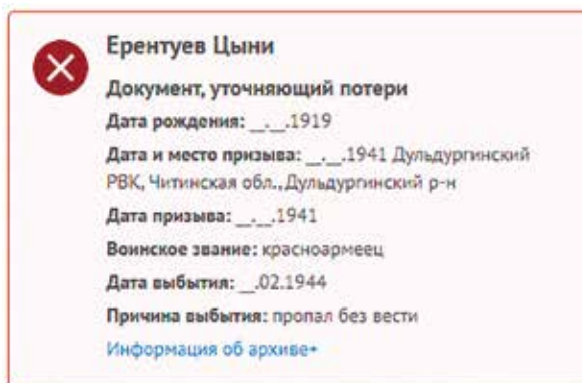 Ерентуев Цыни
Документ, уточняющий потери
Дата рождения: __.__.1919
Дата и место призыва: __.__.1941 Дульдургинский
РВК, Читинская обл., Дульдургинский р-н
Дата призыва: __.__.1941
Воинское звание: красноармеец
Дата выбытия: __.02.1944
Причина выбытия: пропал без вести
Информация об архиве+